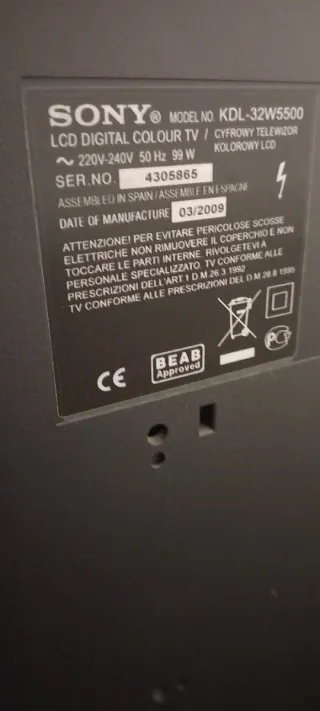 SONY® MODEL NO. KDL-32W5500
LCD DIGITAL COLOUR TV / CYFROWY TELEWIZOR KOLOROWY LCD
~ 220V-240V 50 Hz 99 W
SER.NO. 4305865
ASSEMBLED IN SPAIN / ASSEMBLE EN ESPAGNE
DATE OF MANUFACTURE 03/2009
ATTENZIONE! PER EVITARE PERICOLOSE SCOSSE
ELETTRICHE NON RIMUOVERE IL COPERCHIO E NON
TOCCARE LE PARTI INTERNE. RIVOLGETEVI A
PERSONALE SPECIALIZZATO. TV CONFORME ALLE
PRESCRIZIONI DELL'ART 1 D.M 26.3 1992
TV CONFORME ALLE PRESCRIZIONI DEL D.M 28 8 1995
CE
BEAB
Approved